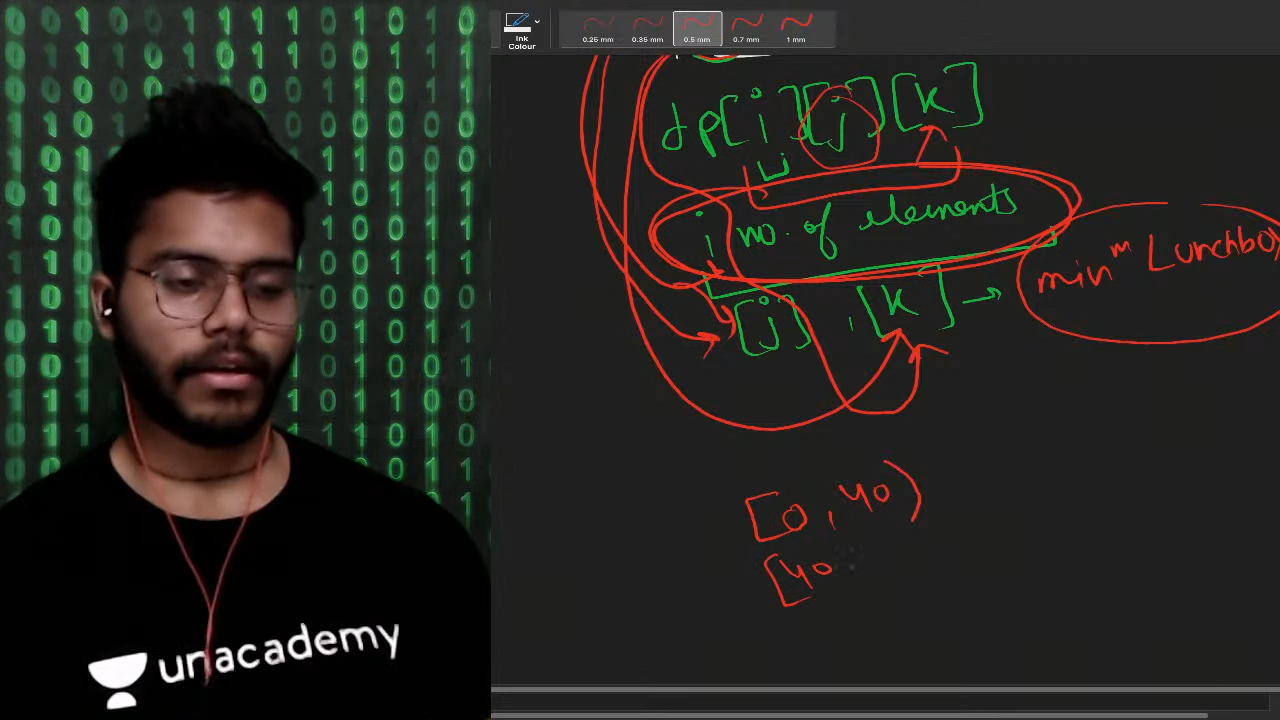 Ink
Colour
0.25 mm
0.35 mm
0.5 mm
0.7 mm
1 mm
dp[i][j][k]
i no. of elements
[j] , [k] →
minᵐ Lunchbox
[0, 40)
[40
unacademy